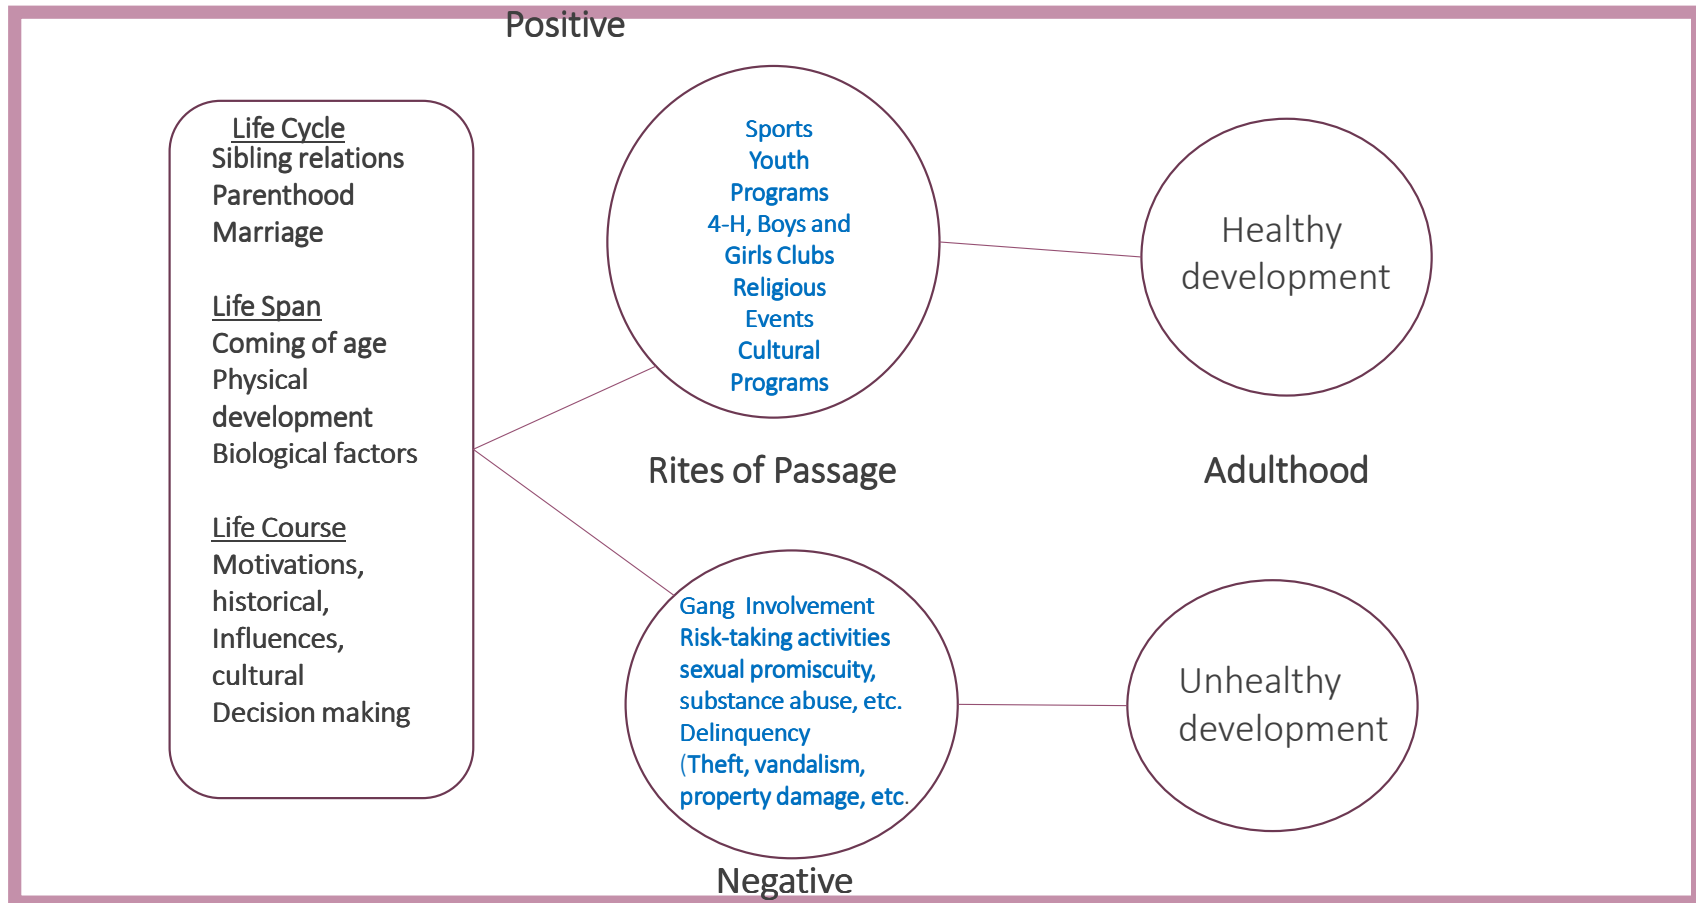 Positive
Life Cycle
Sibling relations
Parenthood
Marriage
Life Span
Coming of age
Physical
development
Biological factors
Life Course
Motivations,
historical,
Influences,
cultural
Decision making
Sports
Youth
Programs
4-H, Boys and
Girls Clubs
Religious
Events
Cultural
Programs
Healthy
development
Rites of Passage
Adulthood
Gang  Involvement
Risk-taking activities
sexual promiscuity,
substance abuse, etc.
Delinquency
(Theft, vandalism,
property damage, etc.
Unhealthy
development
Negative